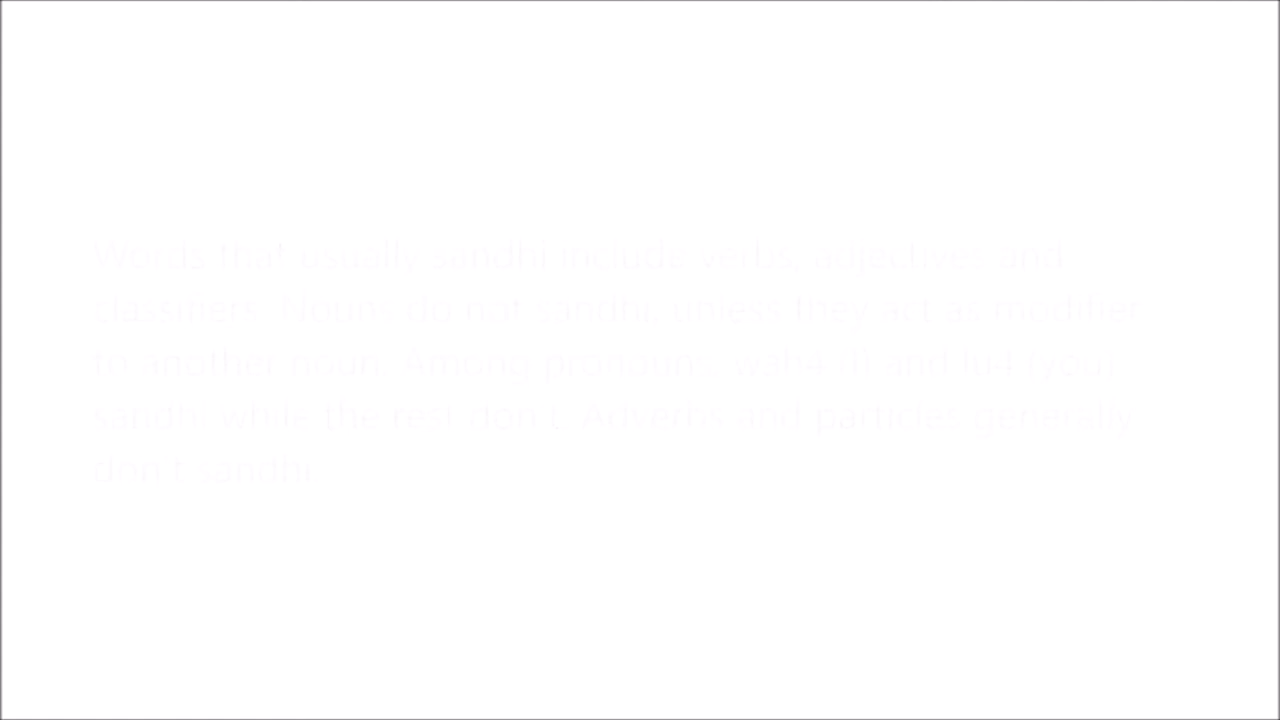 Words that usually sandhi include verbs, adjectives and
classifiers. Nouns do not sandhi, unless they act as modifier
to another noun. Among pronouns, wah4 (I) and lu4 (you)
sandhi while the rest don't. Adverbs and particles generally
don't sandhi.